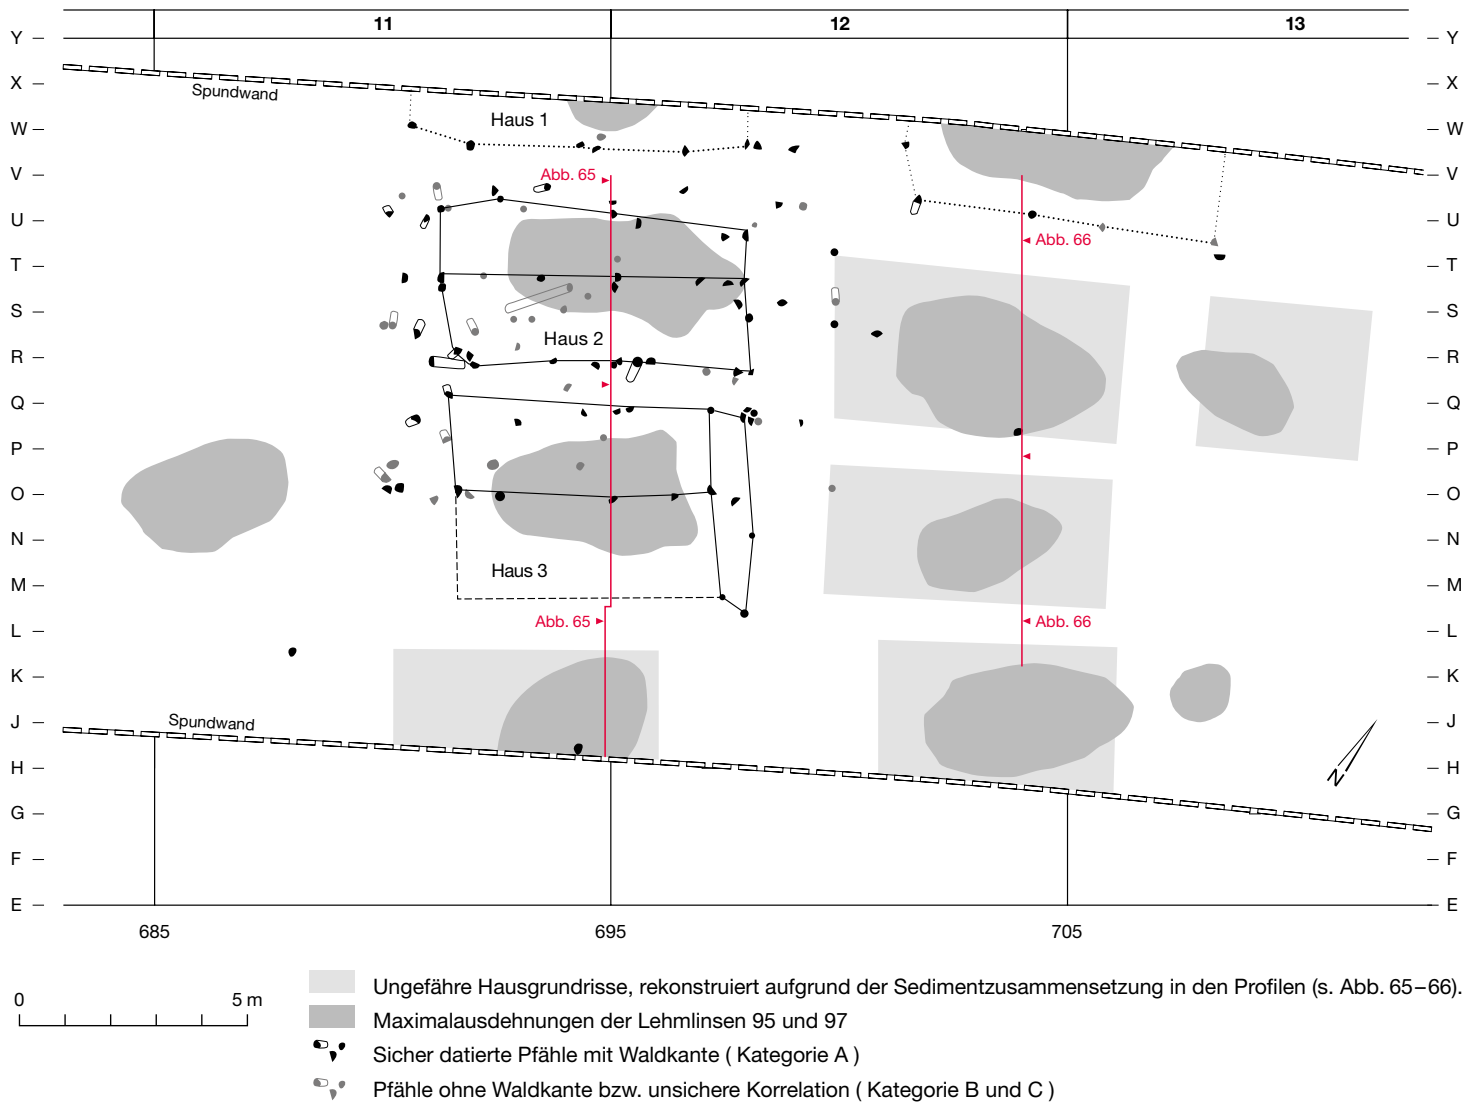 11 12 13
Y Y
X X
Spundwand
W Haus 1 W
V Abb. 65 V
U U
Abb. 66
T T
S S
Haus 2
R R
Q Q
P P
O O
N N
Haus 3
M M
L Abb. 65 Abb. 66 L
K K
J Spundwand J
H N H
G G
F F
E E
685 695 705
0 5 m
Ungefähre Hausgrundrisse, rekonstruiert aufgrund der Sedimentzusammensetzung in den Profilen (s. Abb. 65–66).
Maximalausdehnungen der Lehmlinsen 95 und 97
Sicher datierte Pfähle mit Waldkante ( Kategorie A )
Pfähle ohne Waldkante bzw. unsichere Korrelation ( Kategorie B und C )